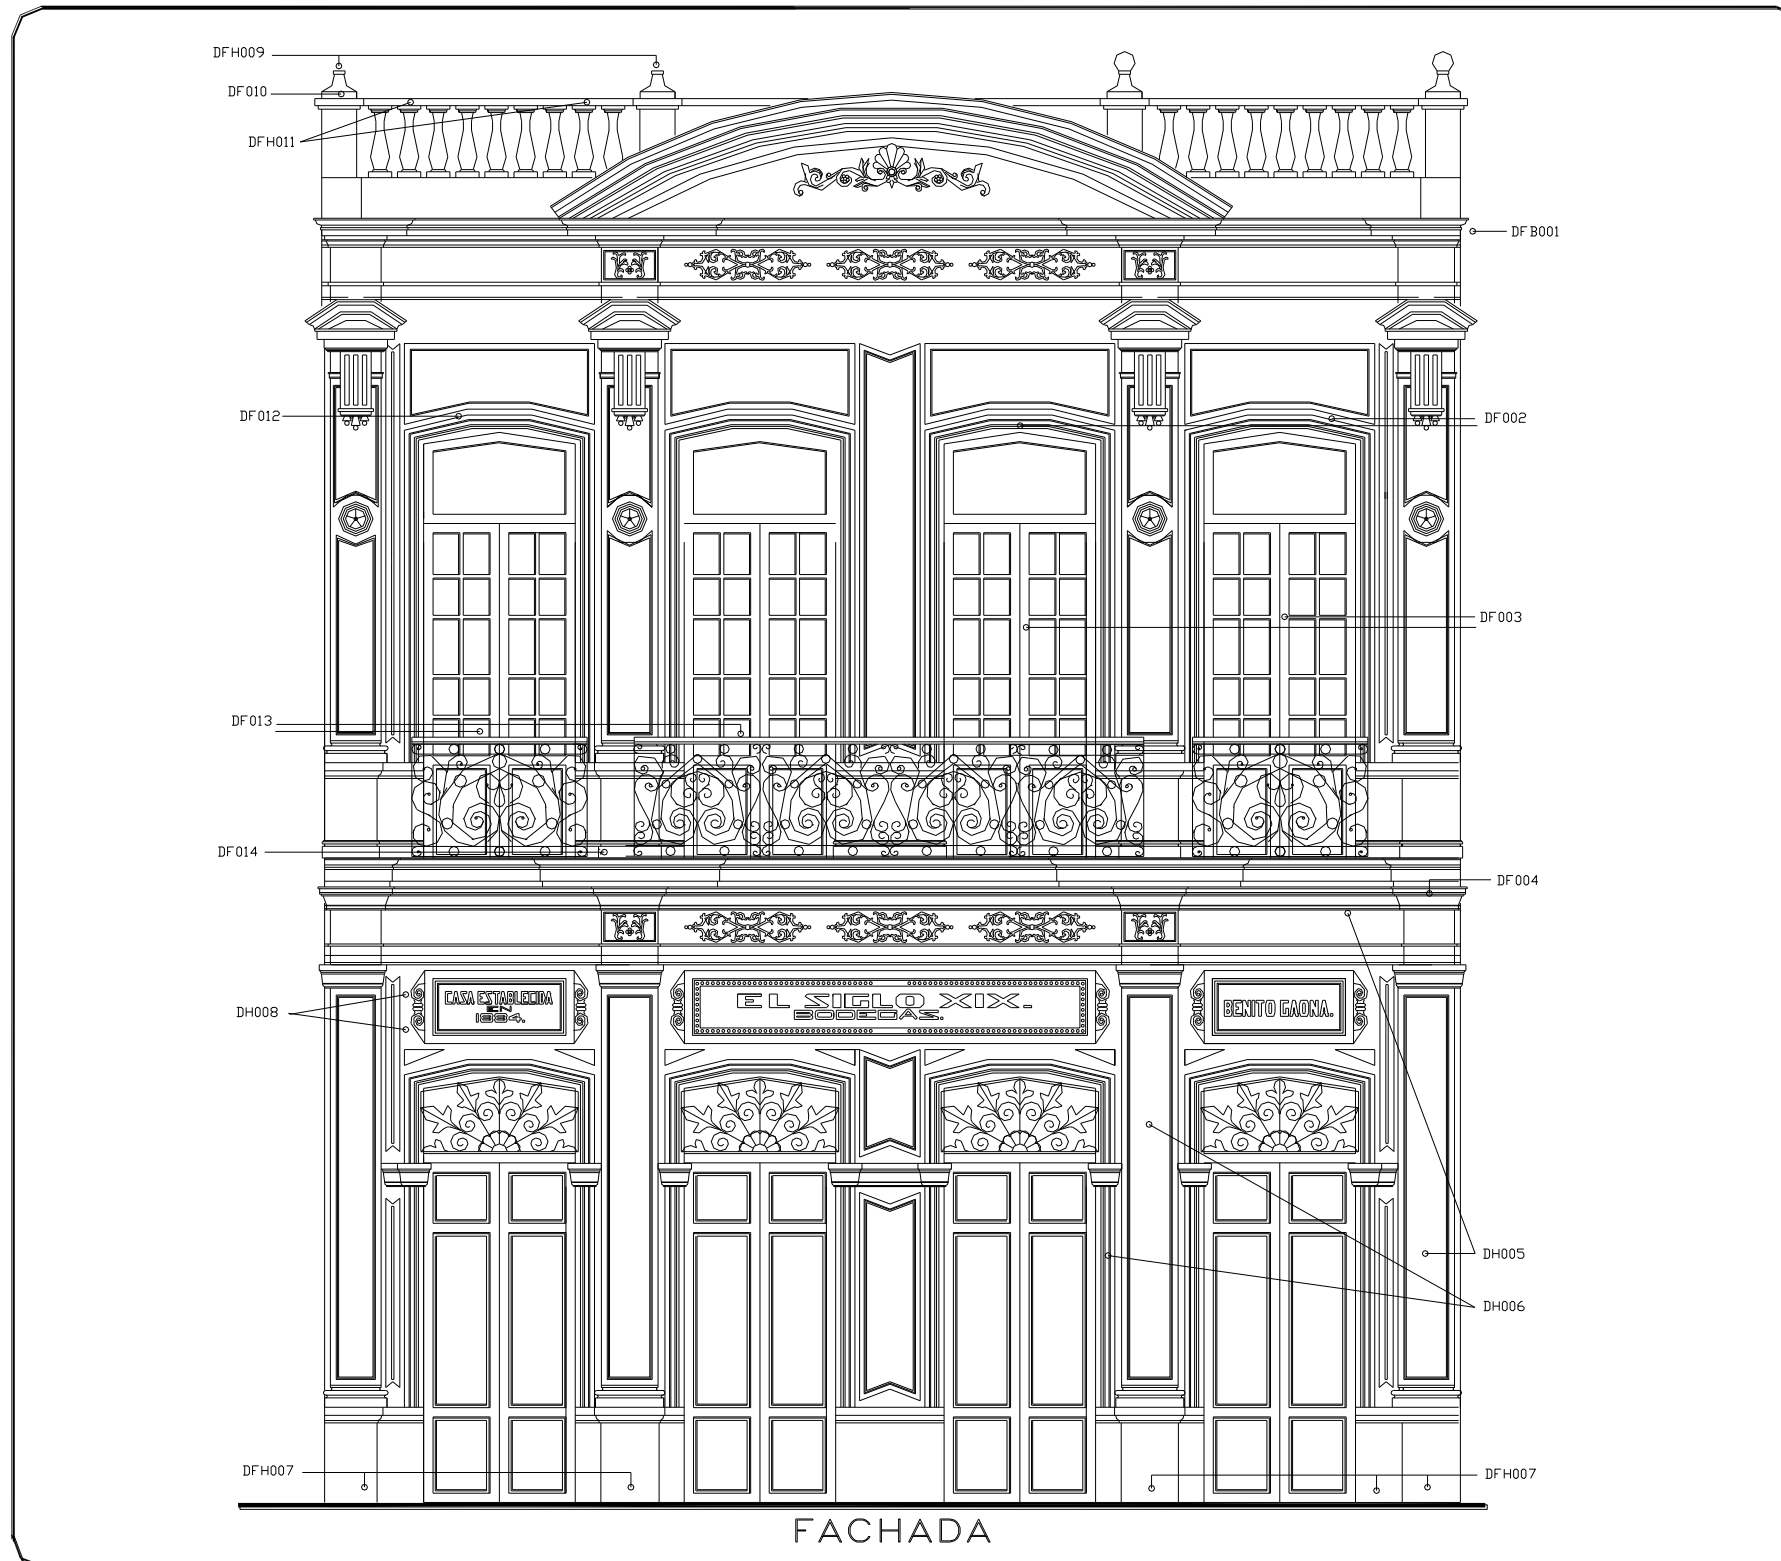 DFH009
DF010
DFH011
DFB001
DF012
DF002
DF003
DF013
DF014
DF004
CASA ESTABLECIDA
EN
1894.
EL SIGLO XIX.
BODEGAS.
BENITO GAONA.
DH008
DH005
DH006
DFH007
DFH007
FACHADA